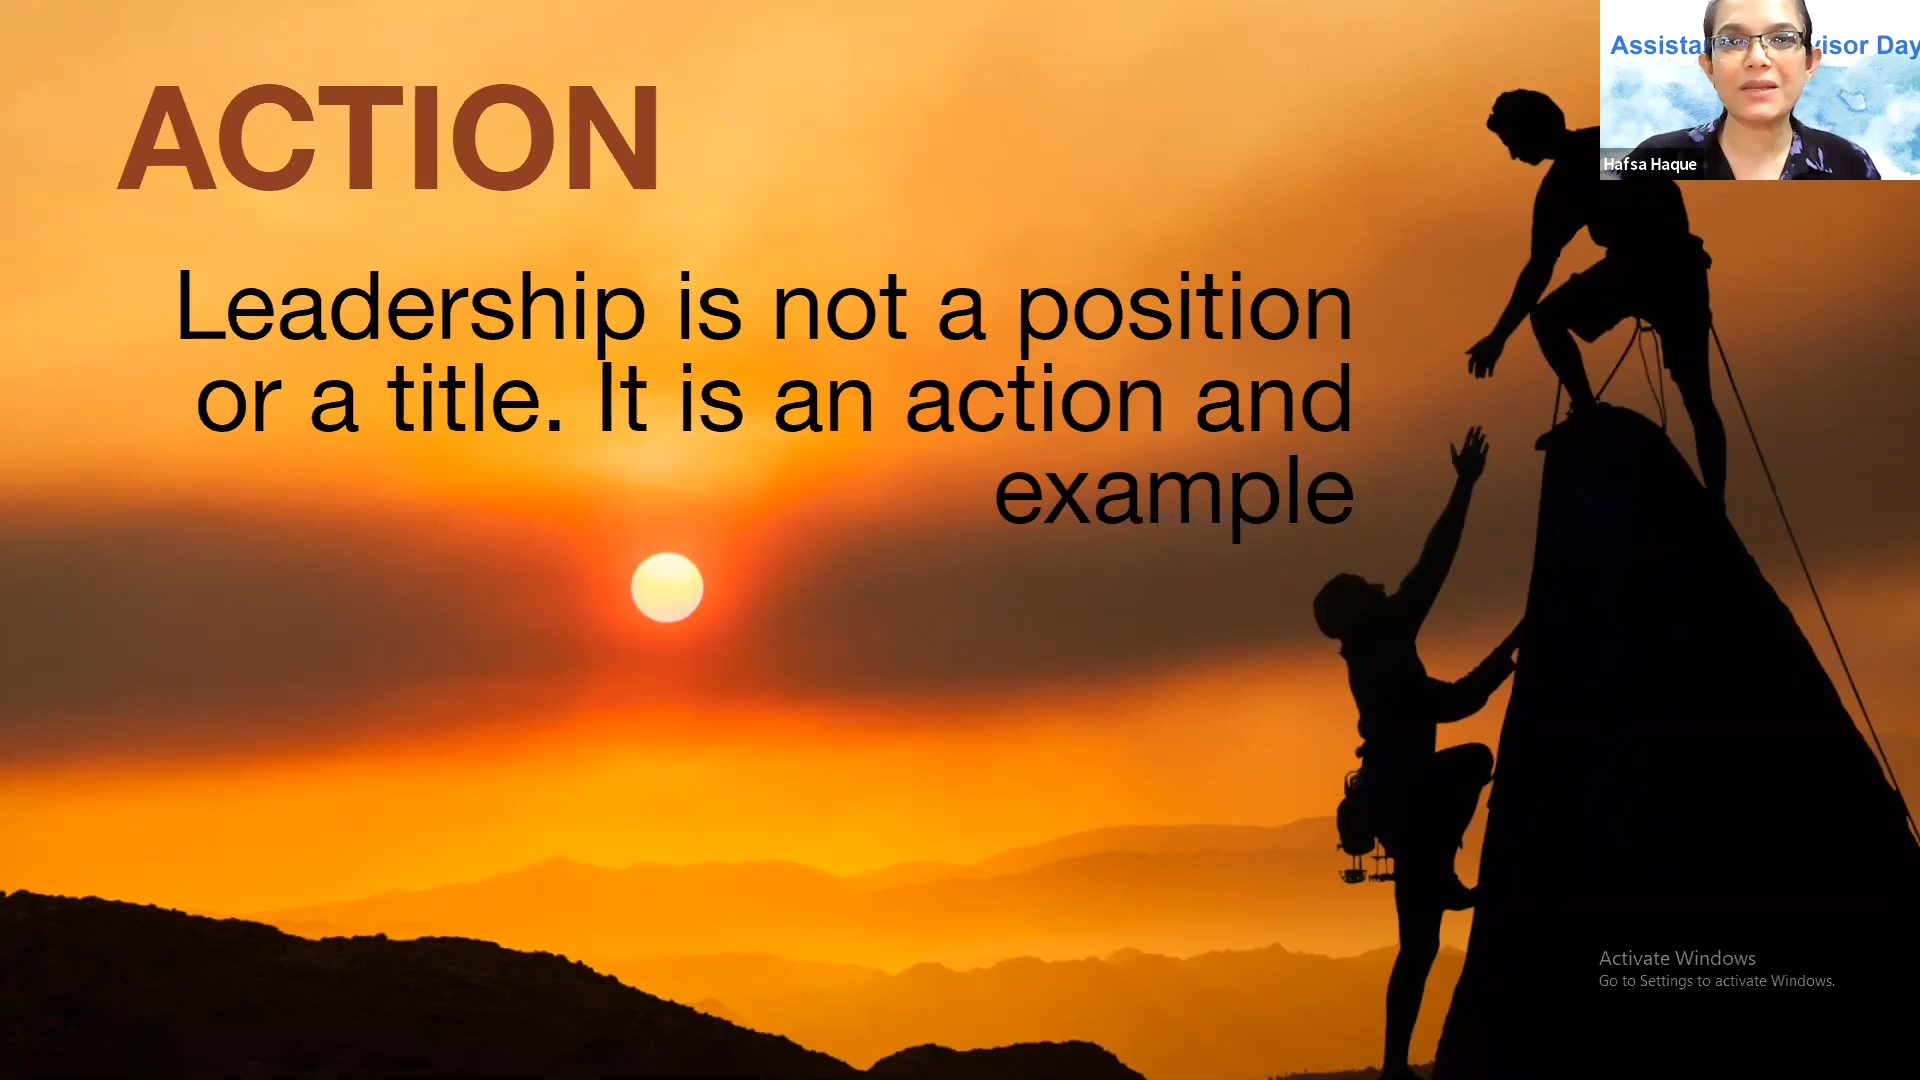 ACTION
Leadership is not a position
or a title. It is an action and
example
Hafsa Haque
Day
Activate Windows
Go to Settings to activate Windows.